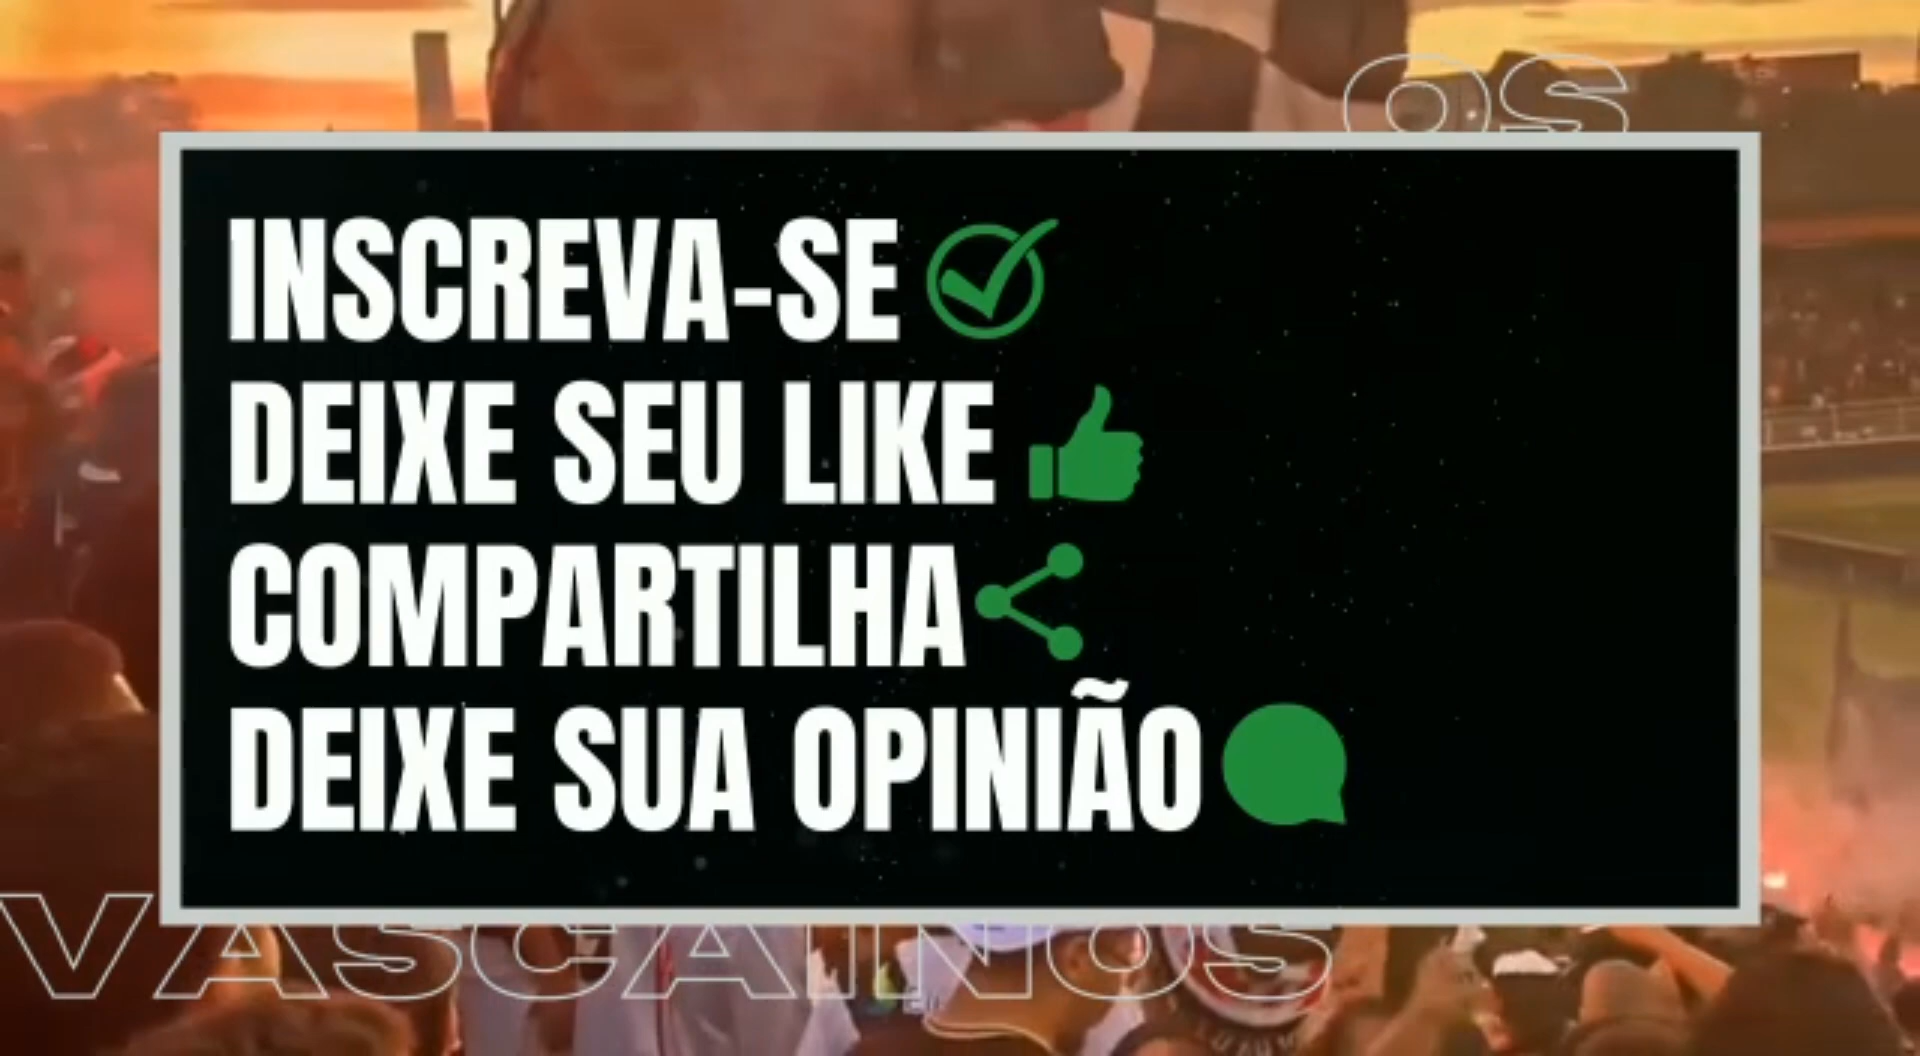 OS
INSCREVA-SE
DEIXE SEU LIKE
COMPARTILHA
DEIXE SUA OPINIÃO
VASCAINOS